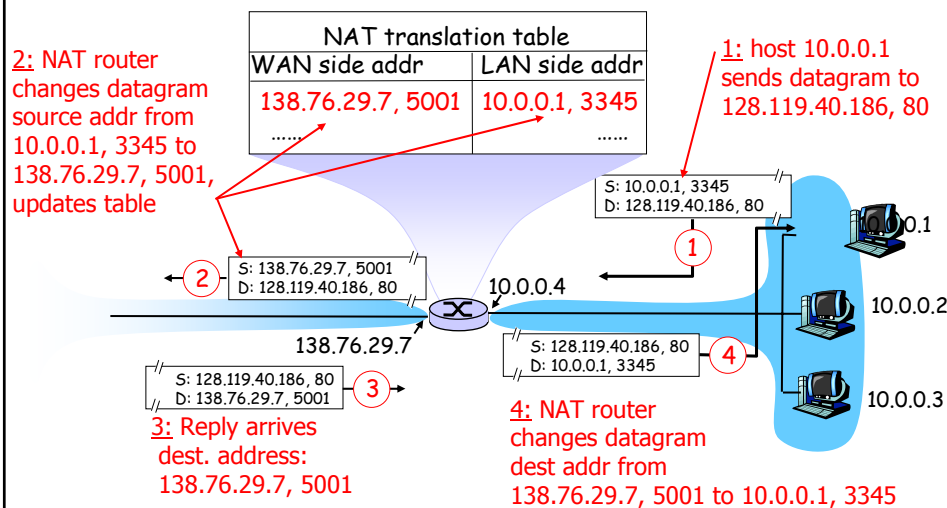 NAT translation table
WAN side addr LAN side addr
138.76.29.7, 5001 10.0.0.1, 3345
...... ......
2: NAT router
changes datagram
source addr from
10.0.0.1, 3345 to
138.76.29.7, 5001,
updates table
1: host 10.0.0.1
sends datagram to
128.119.40.186, 80
S: 10.0.0.1, 3345
D: 128.119.40.186, 80
1
10.0.0.1
S: 138.76.29.7, 5001
D: 128.119.40.186, 80
2
10.0.0.4
10.0.0.2
138.76.29.7
S: 128.119.40.186, 80
D: 10.0.0.1, 3345
4
S: 128.119.40.186, 80
D: 138.76.29.7, 5001
3
10.0.0.3
3: Reply arrives
dest. address:
138.76.29.7, 5001
4: NAT router
changes datagram
dest addr from
138.76.29.7, 5001 to 10.0.0.1, 3345